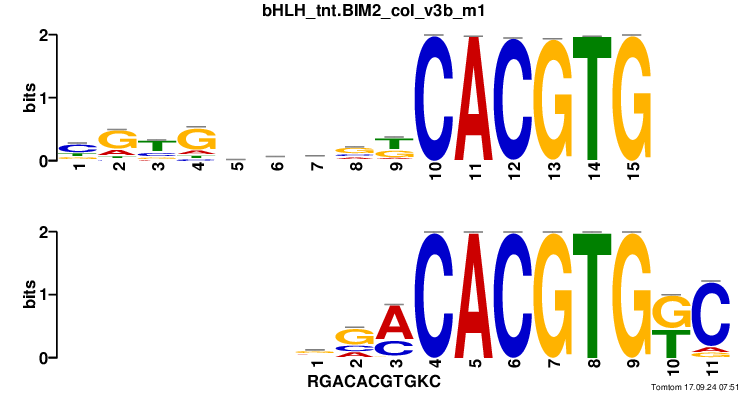 bHLH_tnt.BIM2_col_v3b_m1
bits
2
1
0
CACGTG
1 2 3 4 5 6 7 8 9 10 11 12 13 14 15
bits
2
1
0
GACACGTGGC
1 2 3 4 5 6 7 8 9 10 11
RGACACGTGKC
Tomtom 17.09.24 07:51